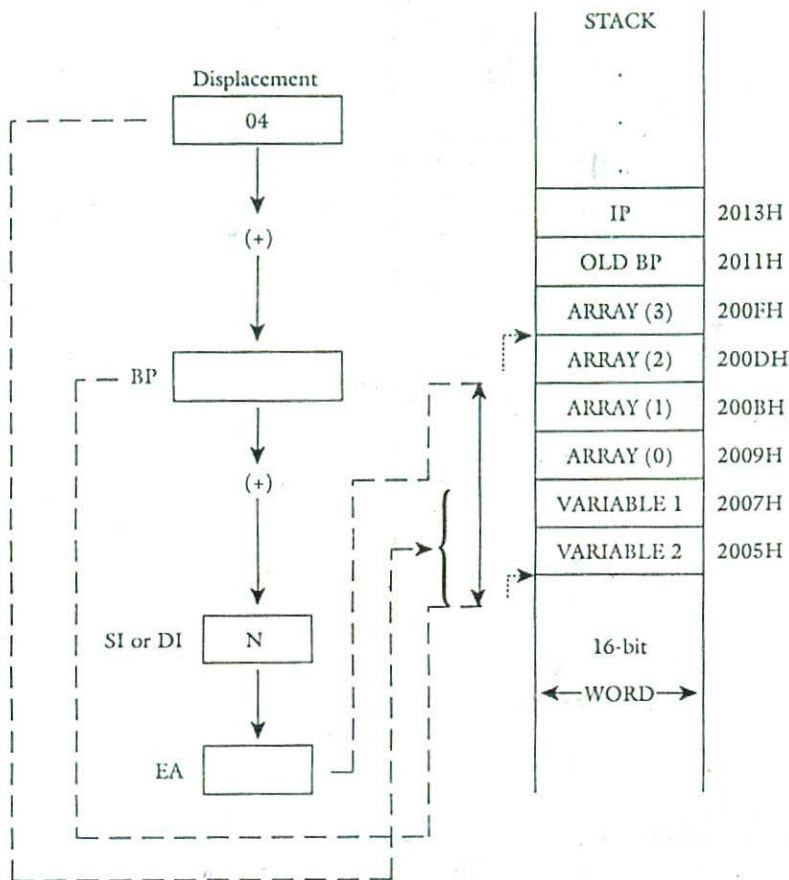 STACK
Displacement
04
(+)
IP 2013H
OLD BP 2011H
ARRAY (3) 200FH
ARRAY (2) 200DH
BP
ARRAY (1) 200BH
ARRAY (0) 2009H
(+)
VARIABLE 1 2007H
VARIABLE 2 2005H
SI or DI N
16-bit
WORD
EA